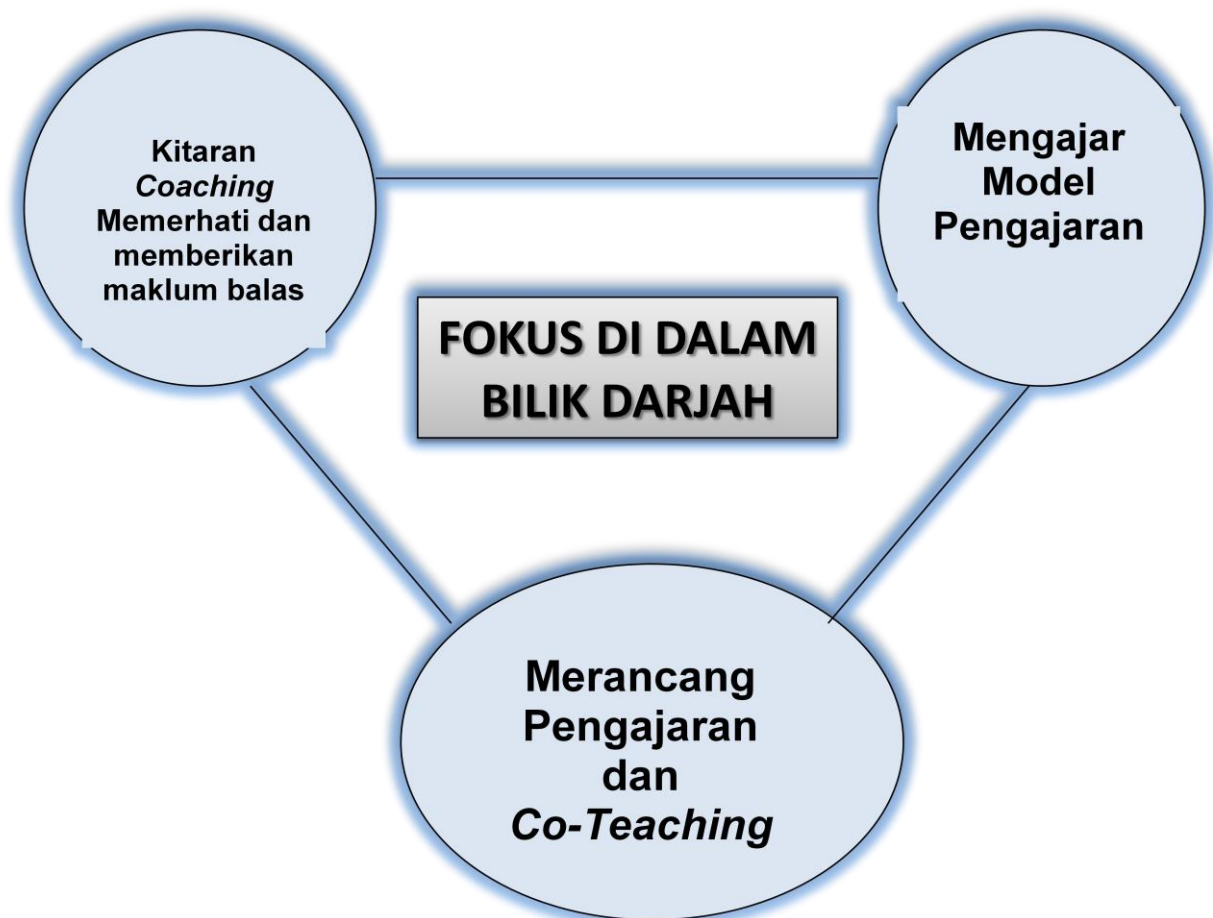 Kitaran
Coaching
Memerhati dan
memberikan
maklum balas
Mengajar
Model
Pengajaran
FOKUS DI DALAM
BILIK DARJAH
Merancang
Pengajaran
dan
Co-Teaching